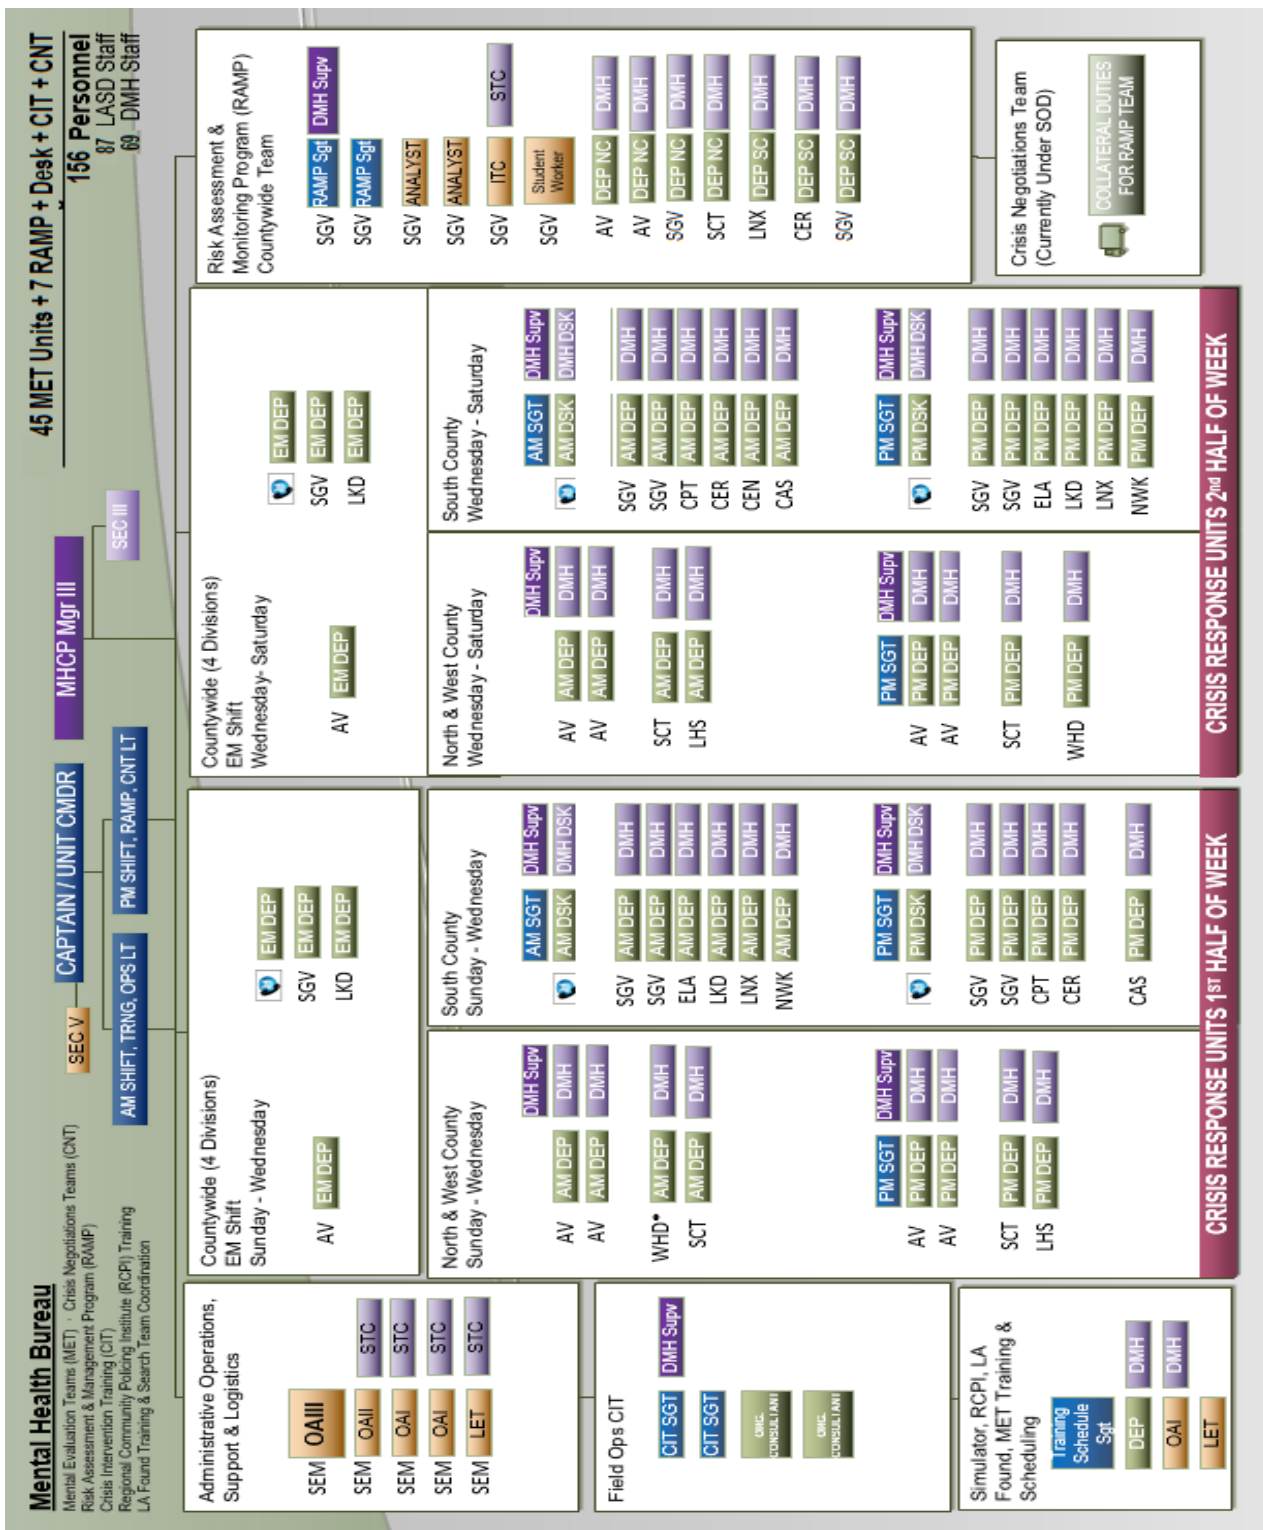 Mental Health Bureau
Mental Evaluation Teams (MET) · Crisis Negotiations Teams (CNT)
Risk Assessment & Management Program (RAMP)
Crisis Intervention Training (CIT)
Regional Community Policing Institute (RCPI) Training
LA Found Training & Search Team Coordination
45 MET Units + 7 RAMP + Desk + CIT + CNT
156 Personnel
87 LASD Staff
69 DMH Staff
SEC V
CAPTAIN / UNIT CMDR
MHCP Mgr III
SEC III
AM SHIFT, TRNG, OPS LT
PM SHIFT, RAMP, CNT LT
Administrative Operations,
Support & Logistics
SEM OAIII
SEM OAII STC
SEM OAI STC
SEM OAI STC
SEM LET STC
Field Ops CIT
CIT SGT DMH Supv
CIT SGT
ORG.
CONSULTANT
ORG.
CONSULTANT
Simulator, RCPI, LA
Found, MET Training &
Scheduling
Training
Schedule
Sgt
DEP DMH
OAI DMH
LET
Countywide (4 Divisions)
EM Shift
Sunday - Wednesday
AV EM DEP
EM DEP
SGV EM DEP
LKD EM DEP
North & West County
Sunday - Wednesday
DMH Supv
AV AM DEP DMH
AV AM DEP DMH
WHD* AM DEP DMH
SCT AM DEP DMH
PM SGT DMH Supv
AV PM DEP DMH
AV PM DEP DMH
SCT PM DEP DMH
LHS PM DEP DMH
South County
Sunday - Wednesday
AM SGT DMH Supv
AM DSK DMH DSK
SGV AM DEP DMH
SGV AM DEP DMH
ELA AM DEP DMH
LKD AM DEP DMH
LNX AM DEP DMH
NWK AM DEP DMH
PM SGT DMH Supv
PM DSK DMH DSK
SGV PM DEP DMH
SGV PM DEP DMH
CPT PM DEP DMH
CER PM DEP DMH
CAS PM DEP DMH
CRISIS RESPONSE UNITS 1ST HALF OF WEEK
Countywide (4 Divisions)
EM Shift
Wednesday- Saturday
AV EM DEP
EM DEP
SGV EM DEP
LKD EM DEP
North & West County
Wednesday - Saturday
DMH Supv
AV AM DEP DMH
AV AM DEP DMH
SCT AM DEP DMH
LHS AM DEP DMH
PM SGT DMH Supv
AV PM DEP DMH
AV PM DEP DMH
SCT PM DEP DMH
WHD PM DEP DMH
South County
Wednesday - Saturday
AM SGT DMH Supv
AM DSK DMH DSK
SGV AM DEP DMH
SGV AM DEP DMH
CPT AM DEP DMH
CER AM DEP DMH
CEN AM DEP DMH
CAS AM DEP DMH
PM SGT DMH Supv
PM DSK DMH DSK
SGV PM DEP DMH
SGV PM DEP DMH
ELA PM DEP DMH
LKD PM DEP DMH
LNX PM DEP DMH
NWK PM DEP DMH
CRISIS RESPONSE UNITS 2nd HALF OF WEEK
Risk Assessment &
Monitoring Program (RAMP)
Countywide Team
SGV RAMP Sgt DMH Supv
SGV RAMP Sgt
SGV ANALYST
SGV ANALYST
SGV ITC STC
SGV Student
Worker
AV DEP NC DMH
AV DEP NC DMH
SGV DEP NC DMH
SCT DEP NC DMH
LNX DEP SC DMH
CER DEP SC DMH
SGV DEP SC DMH
Crisis Negotiations Team
(Currently Under SOD)
COLLATERAL DUTIES
FOR RAMP TEAM